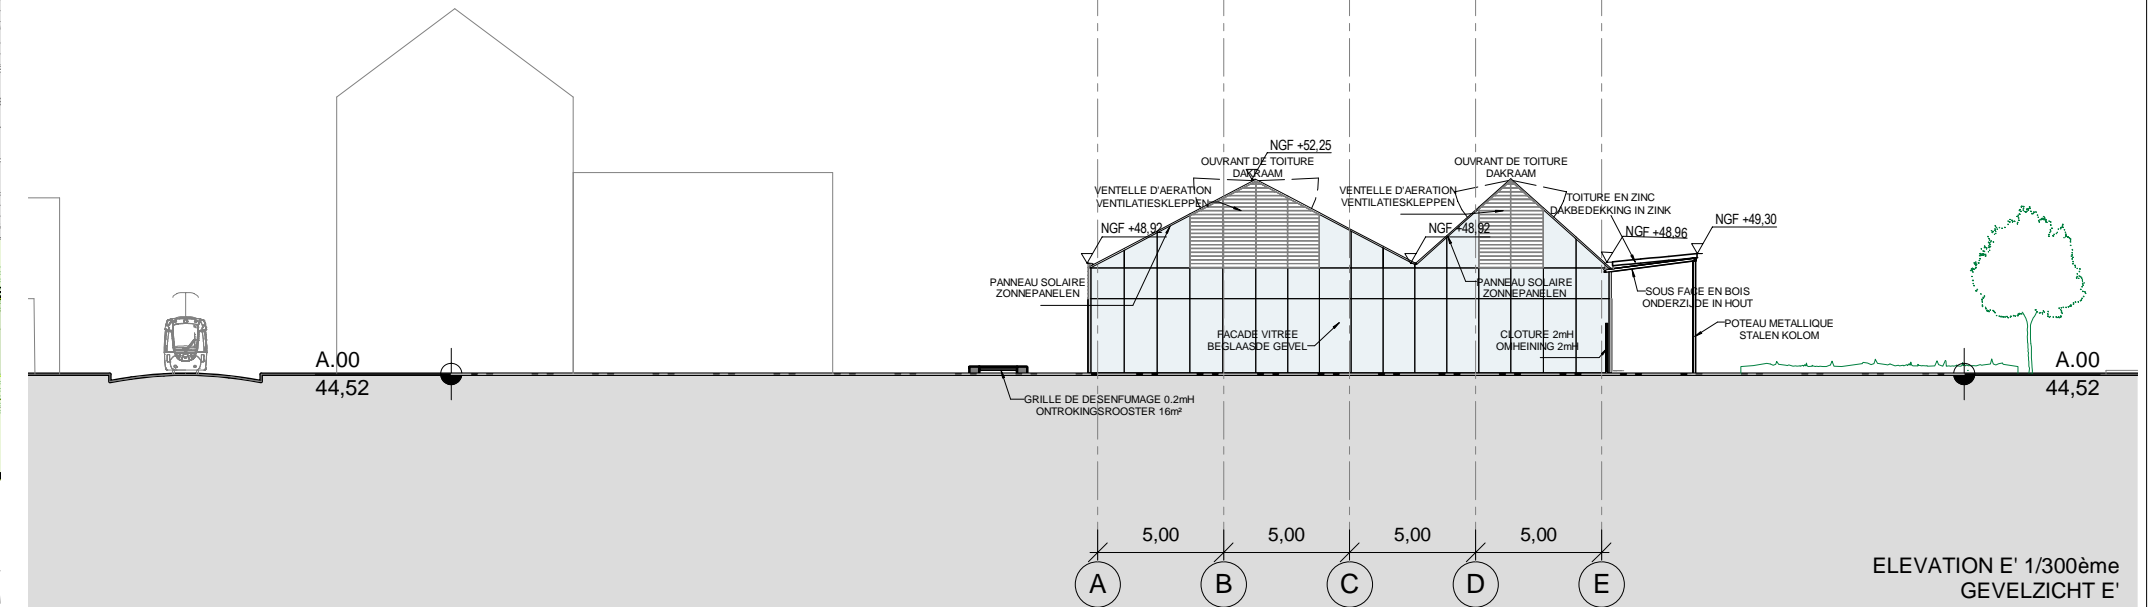 NGF +52,25
OUVRANT DE TOITURE
DAKRAAM
OUVRANT DE TOITURE
DAKRAAM
VENTELLE D'AERATION
VENTILATIESKLEPPEN
VENTELLE D'AERATION
VENTILATIESKLEPPEN
TOITURE EN ZINC
DAKBEDEKKING IN ZINK
NGF +48,92
NGF +48,92
NGF +48,96
NGF +49,30
PANNEAU SOLAIRE
ZONNEPANELEN
PANNEAU SOLAIRE
ZONNEPANELEN
SOUS FACE EN BOIS
ONDERZIJDE IN HOUT
FACADE VITREE
BEGLAASDE GEVEL
CLOTURE 2mH
OMHEINING 2mH
POTEAU METALLIQUE
STALEN KOLOM
A.00
44,52
A.00
44,52
GRILLE DE DESENFUMAGE 0.2mH
ONTROKINGSROOSTER 16m²
5,00
5,00
5,00
5,00
A
B
C
D
E
ELEVATION E' 1/300ème
GEVELZICHT E'